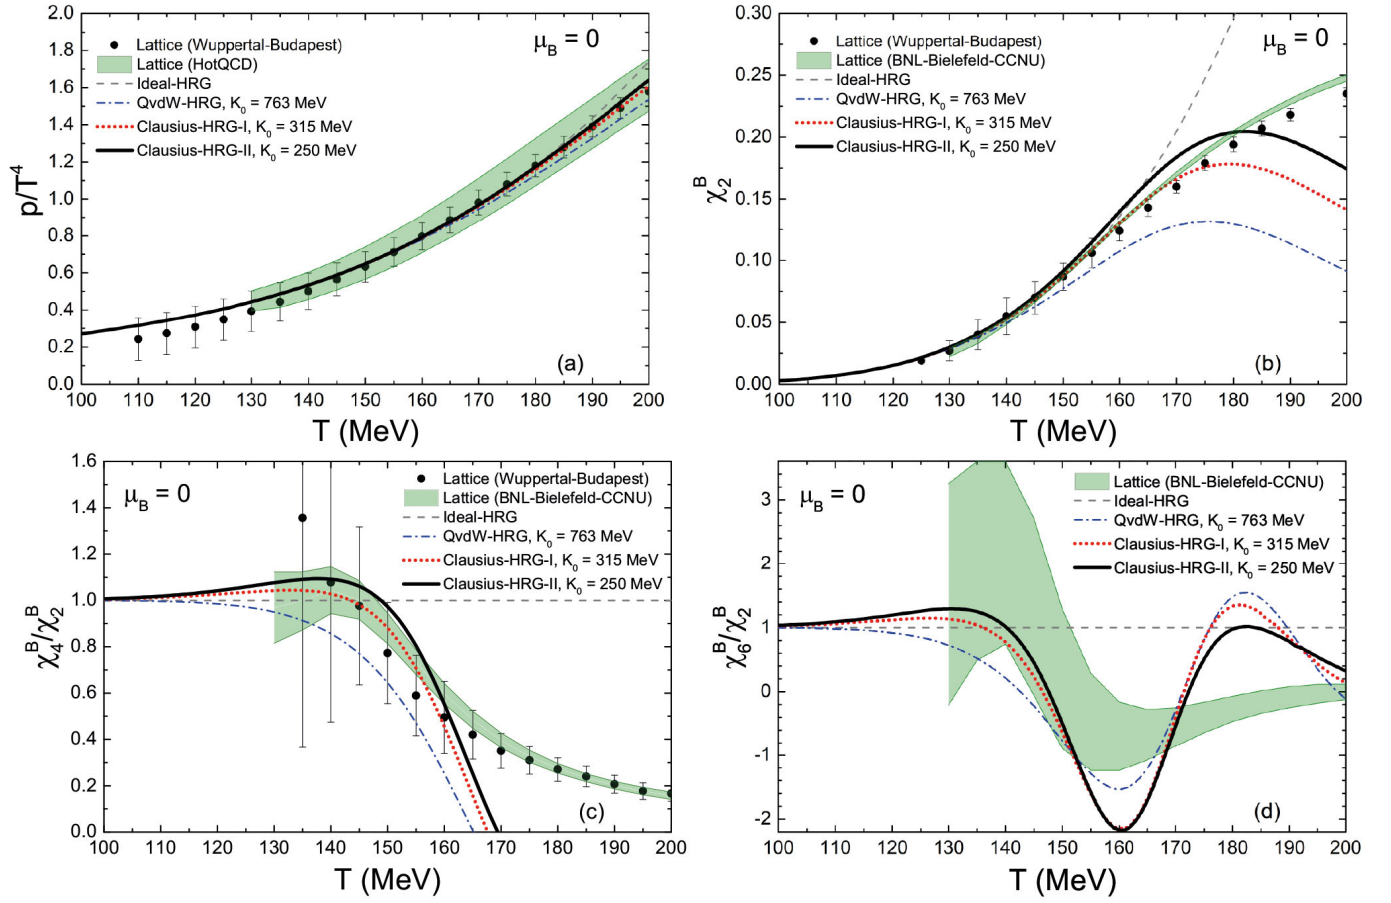 μB = 0
Lattice (Wuppertal-Budapest)
Lattice (HotQCD)
Ideal-HRG
QvdW-HRG, K0 = 763 MeV
Clausius-HRG-I, K0 = 315 MeV
Clausius-HRG-II, K0 = 250 MeV
p/T4
1.8
1.6
1.4
1.2
1.0
0.8
0.6
0.4
0.2
0.0
(a)
100 110 120 130 140 150 160 170 180 190 200
T (MeV)
μB = 0
Lattice (Wuppertal-Budapest)
Lattice (BNL-Bielefeld-CCNU)
Ideal-HRG
QvdW-HRG, K0 = 763 MeV
Clausius-HRG-I, K0 = 315 MeV
Clausius-HRG-II, K0 = 250 MeV
χ2B
0.30
0.25
0.20
0.15
0.10
0.05
0.00
(b)
100 110 120 130 140 150 160 170 180 190 200
T (MeV)
μB = 0
Lattice (Wuppertal-Budapest)
Lattice (BNL-Bielefeld-CCNU)
Ideal-HRG
QvdW-HRG, K0 = 763 MeV
Clausius-HRG-I, K0 = 315 MeV
Clausius-HRG-II, K0 = 250 MeV
χ4B/χ2B
1.6
1.4
1.2
1.0
0.8
0.6
0.4
0.2
0.0
(c)
100 110 120 130 140 150 160 170 180 190 200
T (MeV)
μB = 0
Lattice (BNL-Bielefeld-CCNU)
Ideal-HRG
QvdW-HRG, K0 = 763 MeV
Clausius-HRG-I, K0 = 315 MeV
Clausius-HRG-II, K0 = 250 MeV
χ6B/χ2B
3
2
1
0
-1
-2
(d)
100 110 120 130 140 150 160 170 180 190 200
T (MeV)